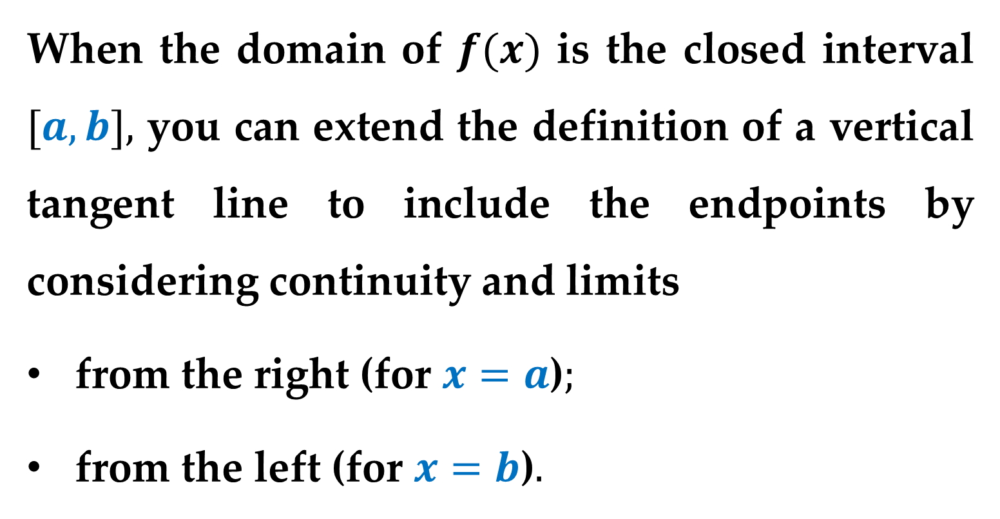 When the domain of f(x) is the closed interval
[a, b], you can extend the definition of a vertical
tangent line to include the endpoints by
considering continuity and limits
• from the right (for x = a);
• from the left (for x = b).